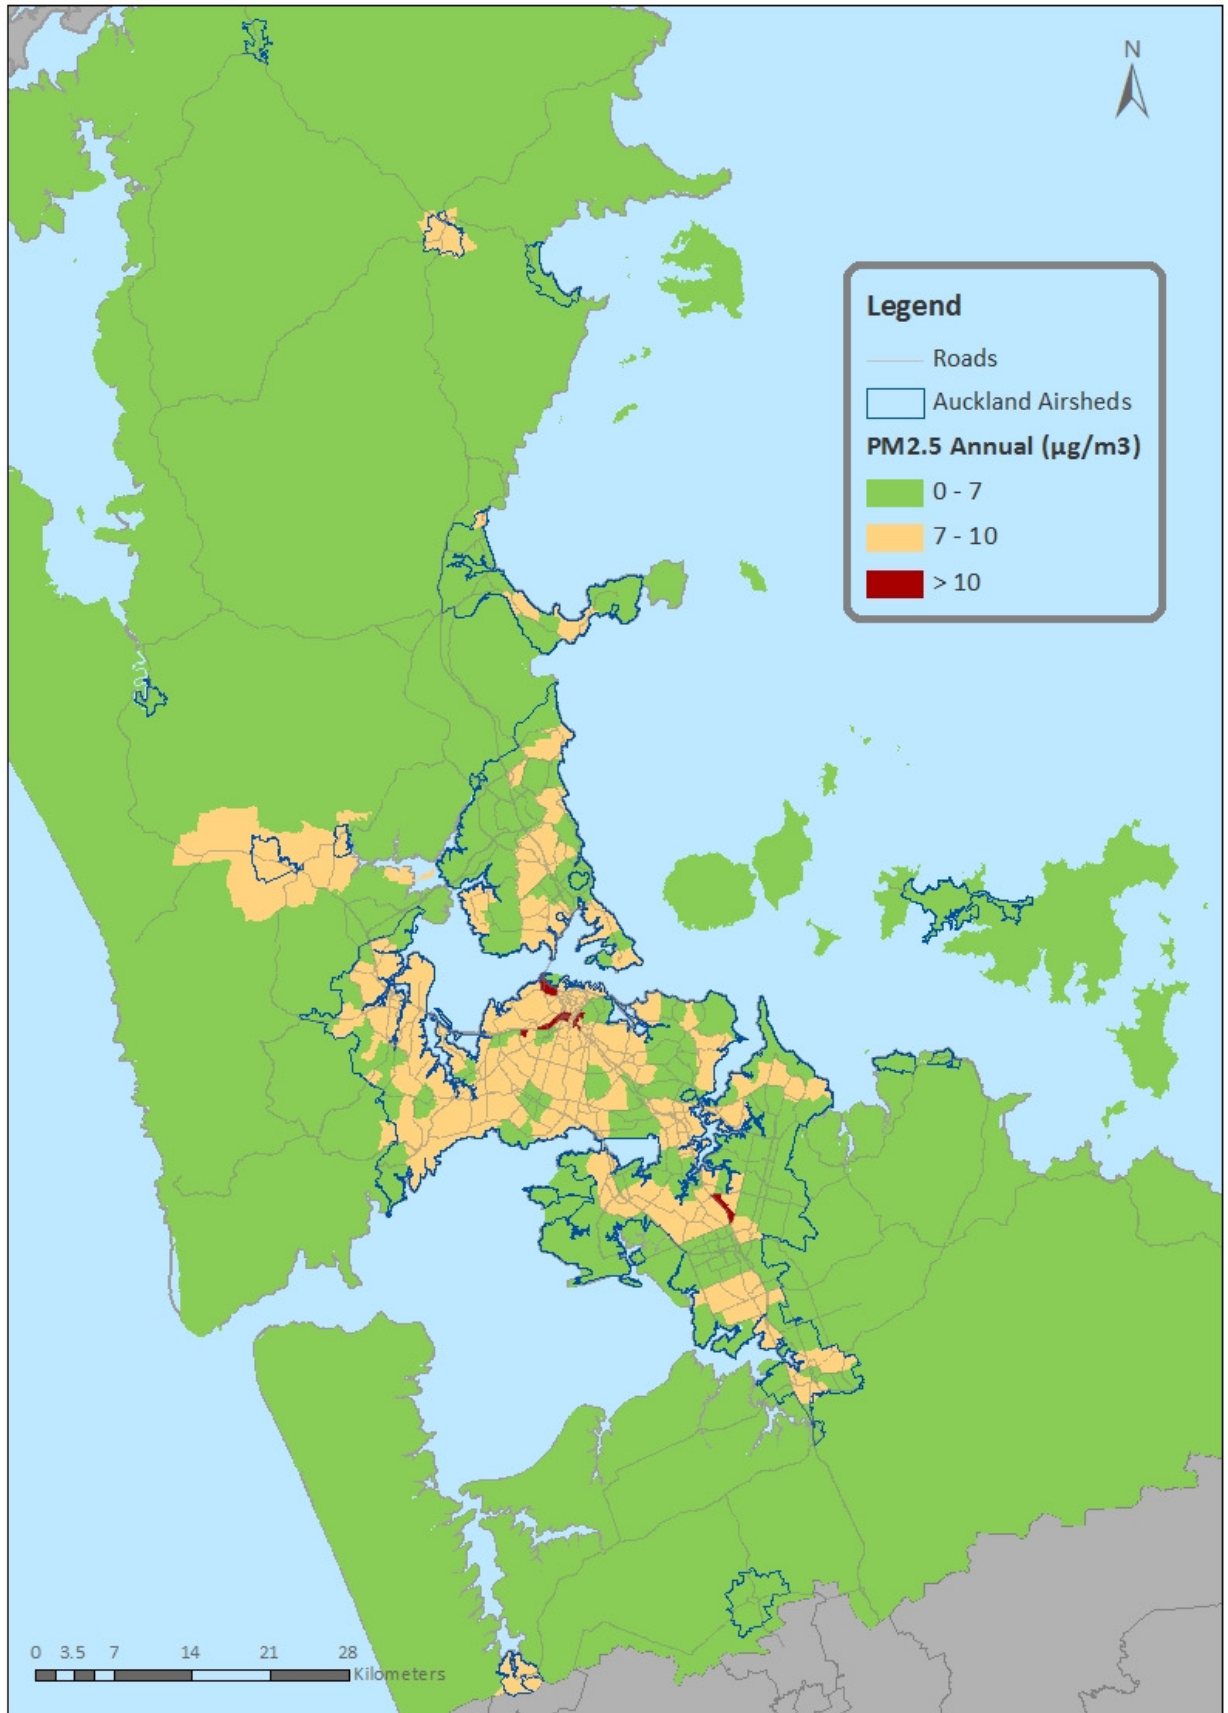 N
Legend
Roads
Auckland Airsheds
PM2.5 Annual (µg/m3)
0 - 7
7 - 10
> 10
0 3.5 7 14 21 28
Kilometers